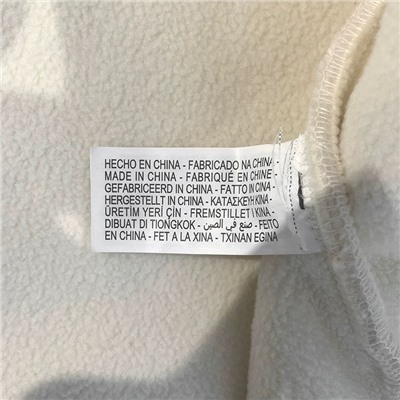 HECHO EN CHINA - FABRICADO NA CHINA -
MADE IN CHINA - FABRIQUÉ EN CHINE -
GEFABRICEERD IN CHINA - FATTO IN CINA -
HERGESTELLT IN CHINA - ΚΑΤΑΣΚΕΥΗ ΚΙΝΑ -
ÜRETİM YERİ ÇİN - FREMSTILLET I KINA -
DIBUAT DI TIONGKOK - صنع في الصين - FEITO
EN CHINA - FET A LA XINA - TXINAN EGINA